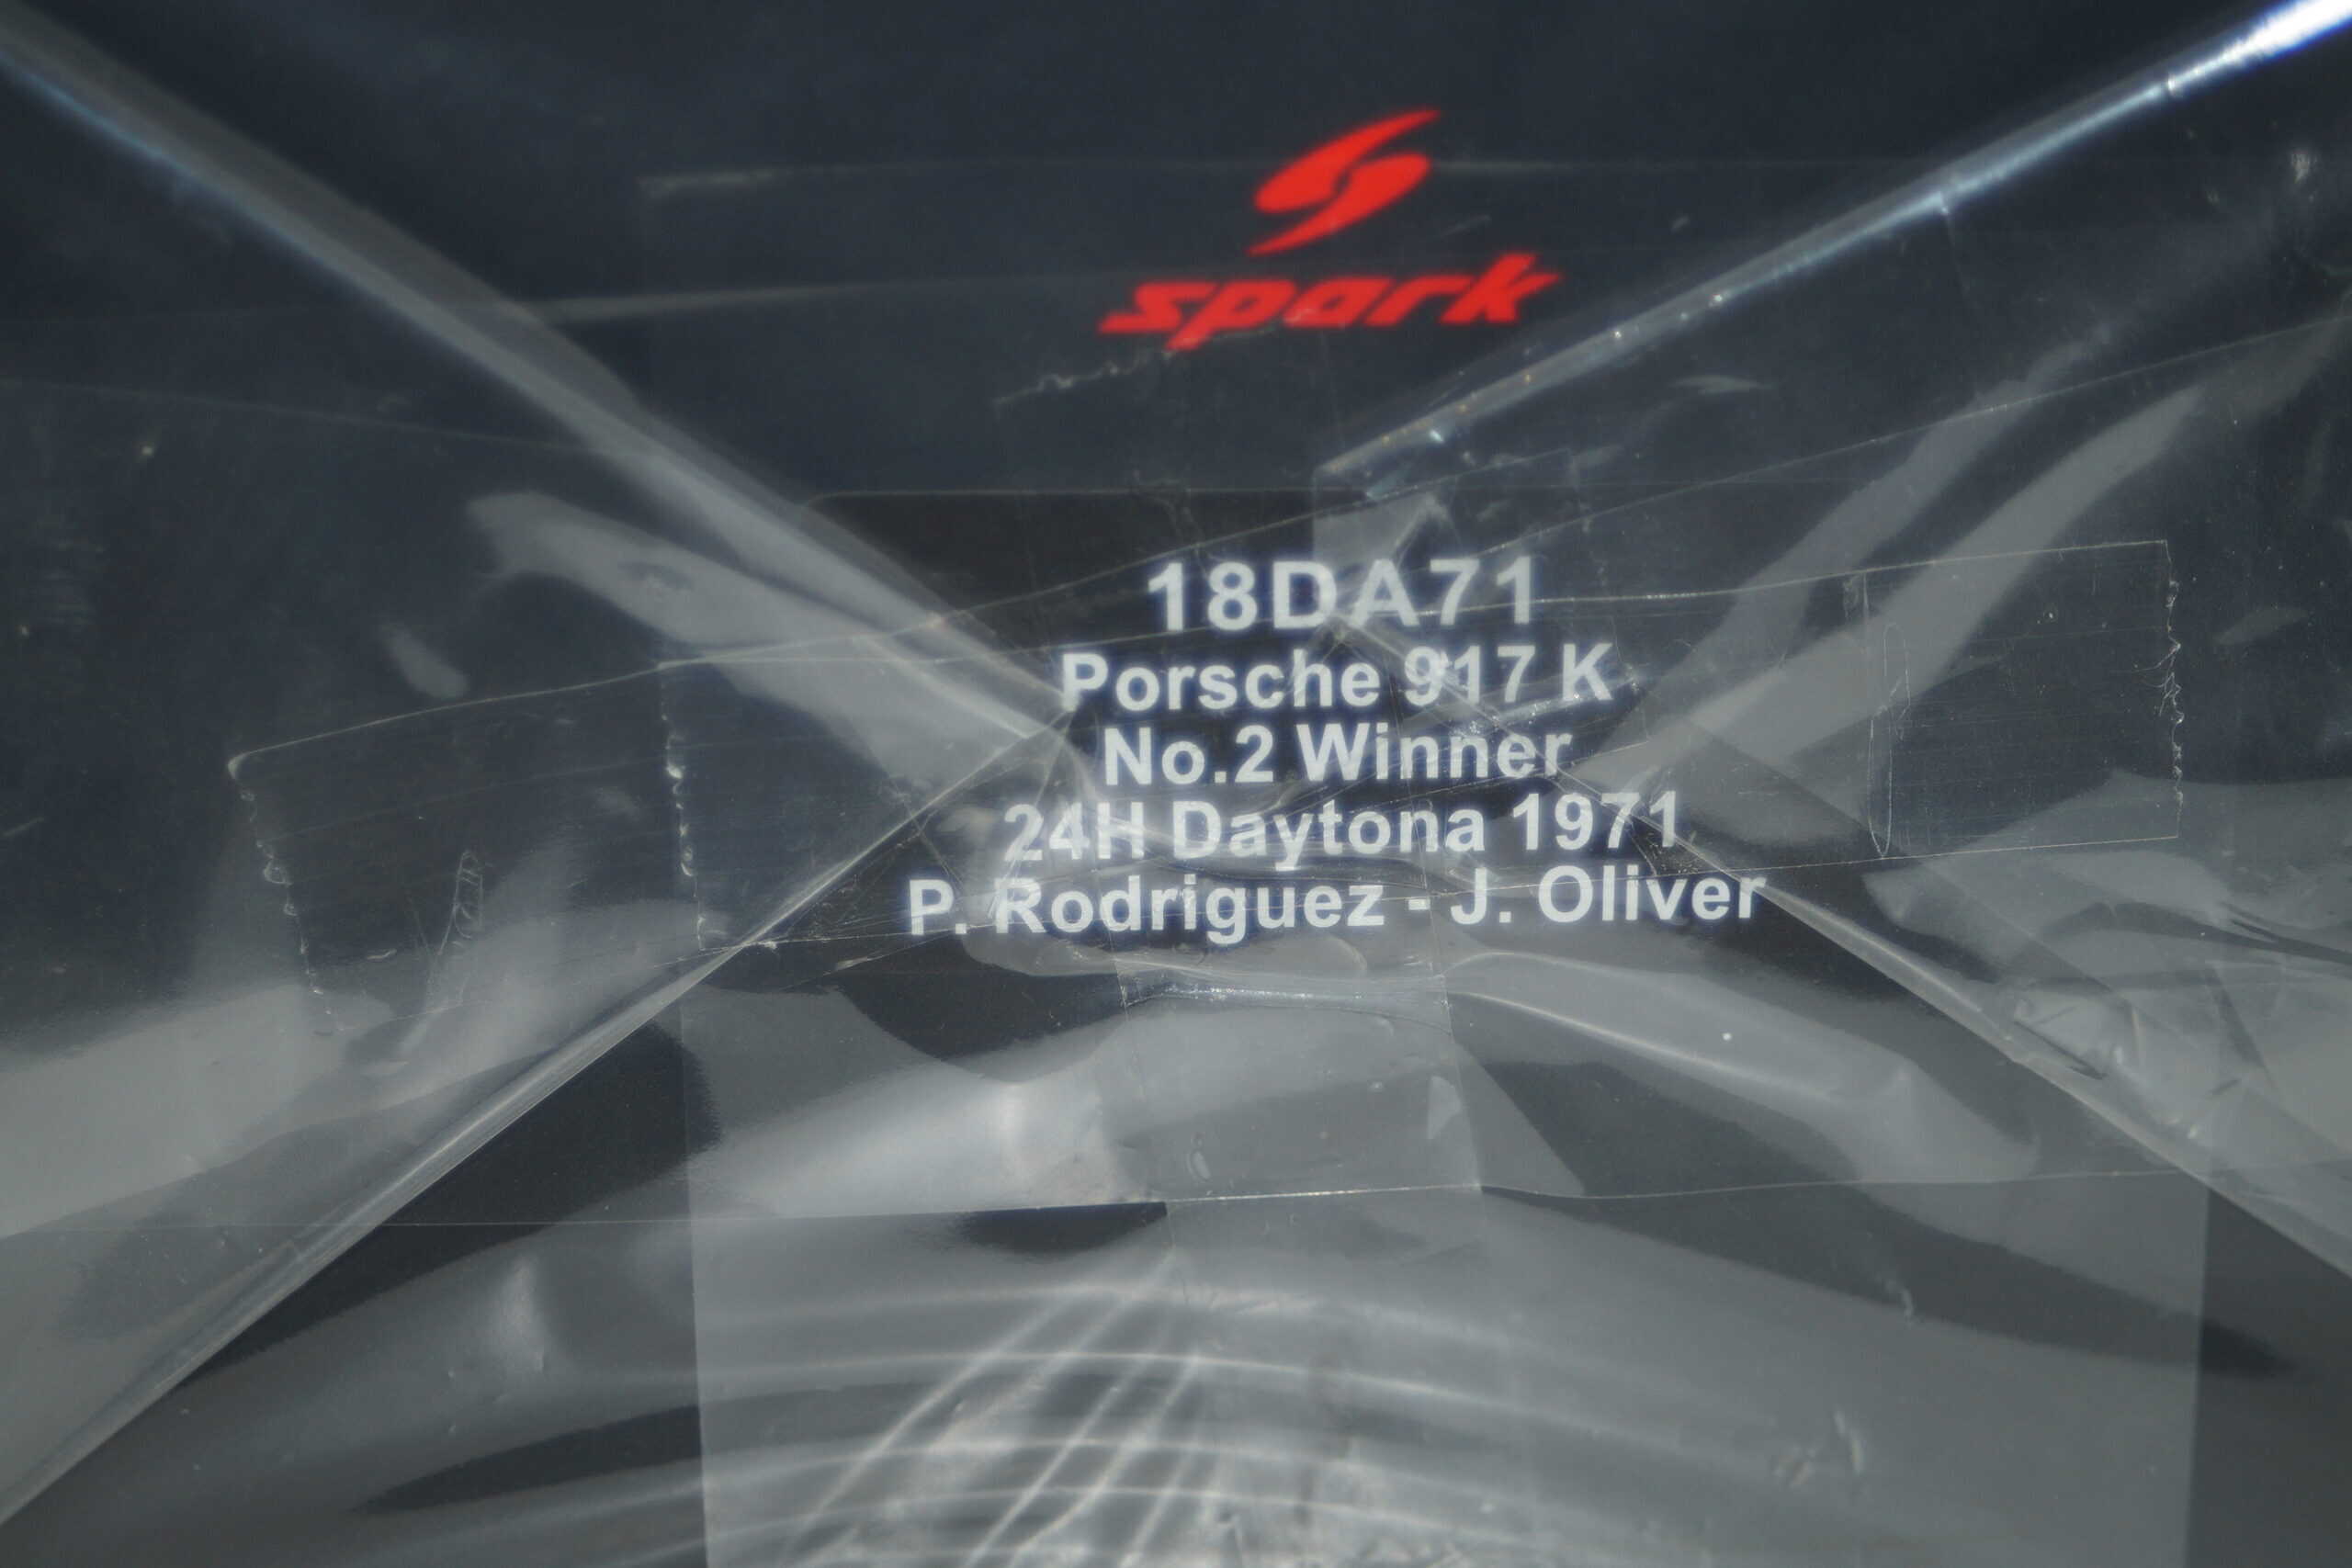 spark
18DA71
Porsche 917 K
No.2 Winner
24H Daytona 1971
P. Rodriguez - J. Oliver